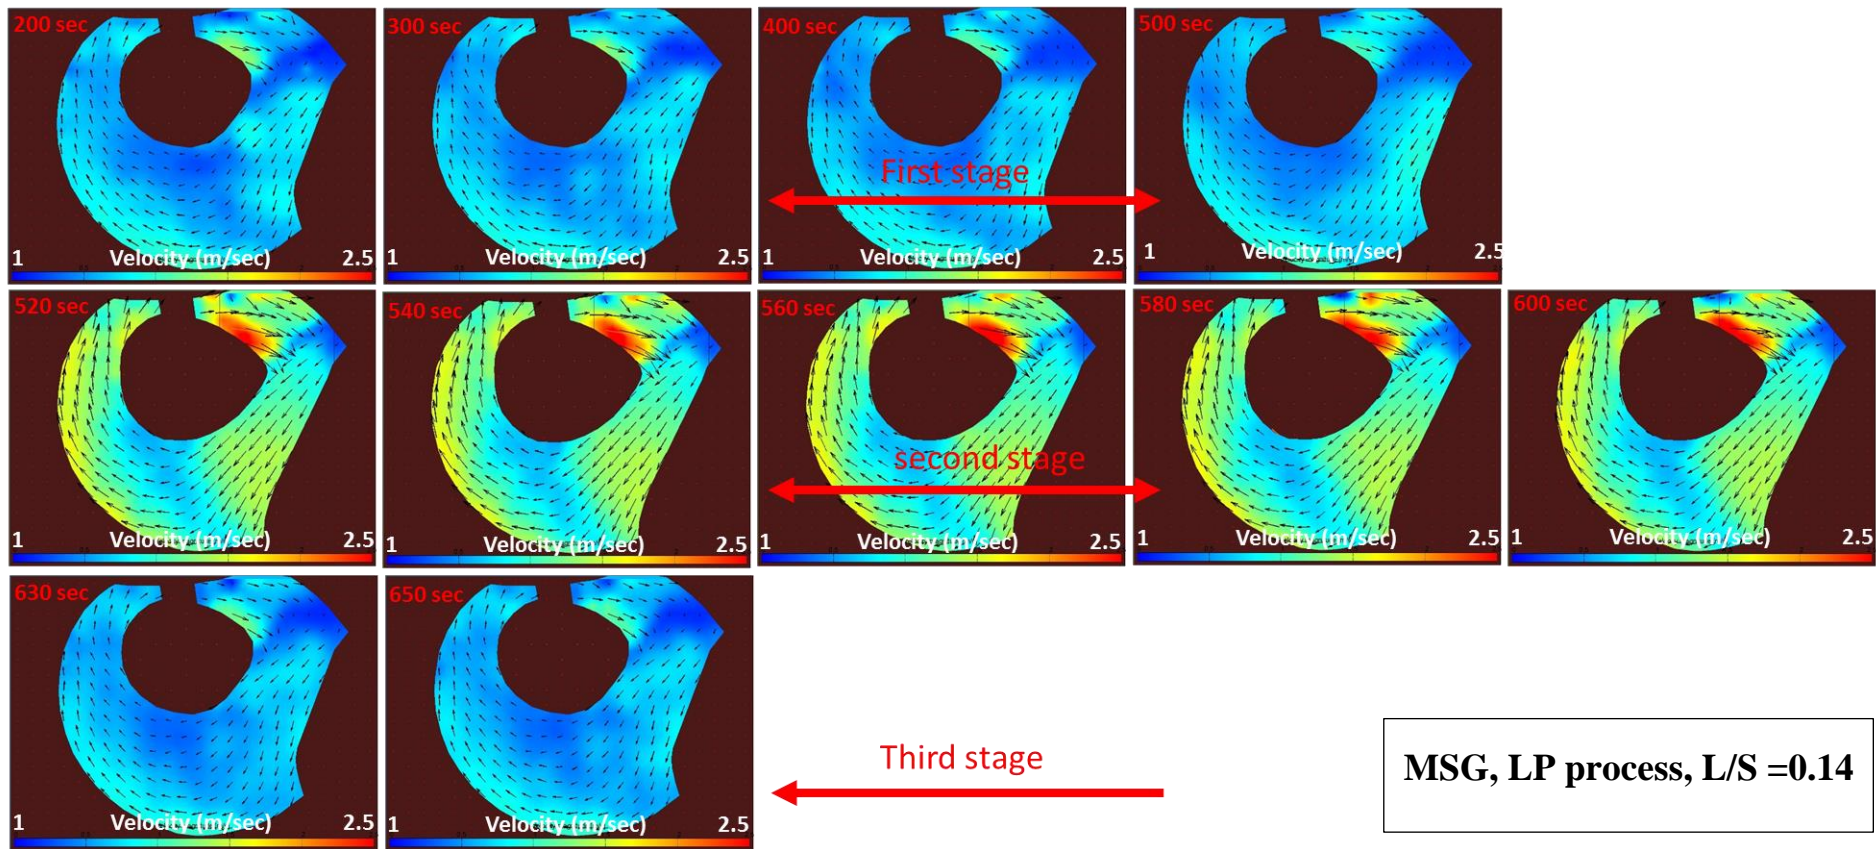 200 sec
300 sec
400 sec
500 sec
First stage
1 Velocity (m/sec) 2.5
1 Velocity (m/sec) 2.5
1 Velocity (m/sec) 2.5
1 Velocity (m/sec) 2.5
520 sec
540 sec
560 sec
580 sec
600 sec
second stage
1 Velocity (m/sec) 2.5
1 Velocity (m/sec) 2.5
1 Velocity (m/sec) 2.5
1 Velocity (m/sec) 2.5
1 Velocity (m/sec) 2.5
630 sec
650 sec
Third stage
MSG, LP process, L/S =0.14
1 Velocity (m/sec) 2.5
1 Velocity (m/sec) 2.5